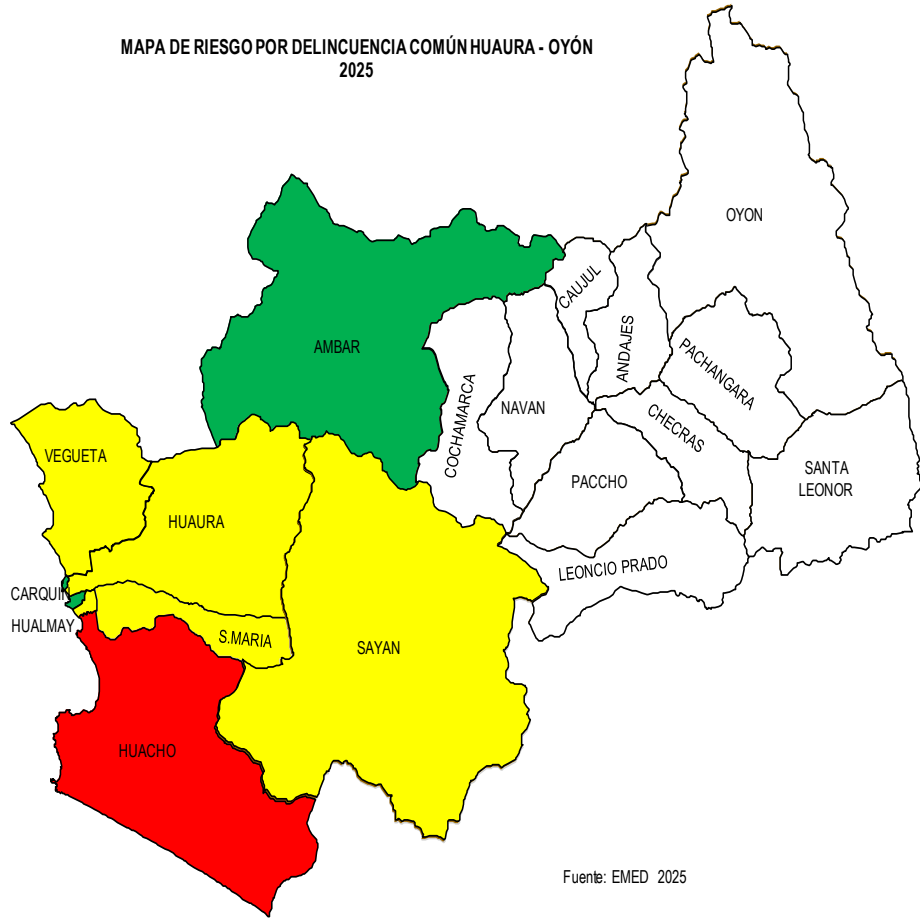 MAPA DE RIESGO POR DELINCUENCIA COMÚN HUAURA - OYÓN
2025
OYON
CAUJUL
ANDAJES
AMBAR
PACHANGARA
COCHAMARCA
NAVAN
CHECRAS
VEGUETA
SANTA
LEONOR
PACCHO
HUAURA
LEONCIO PRADO
CARQUIN
HUALMAY
S.MARIA
SAYAN
HUACHO
Fuente: EMED 2025